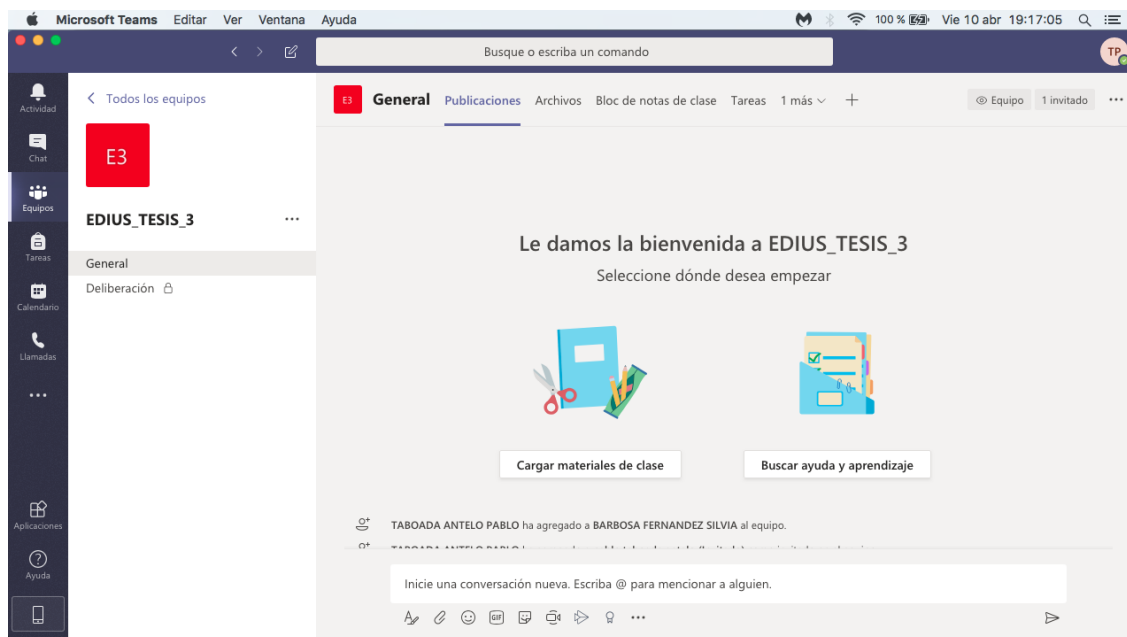 Microsoft Teams Editar Ver Ventana Ayuda 100 % Vie 10 abr 19:17:05
Busque o escriba un comando
TP
Actividad
Chat
Equipos
Tareas
Calendario
Llamadas
Aplicaciones
Ayuda
Todos los equipos
E3
EDIUS_TESIS_3
General
Deliberación
E3 General Publicaciones Archivos Bloc de notas de clase Tareas 1 más Equipo 1 invitado
Le damos la bienvenida a EDIUS_TESIS_3
Seleccione dónde desea empezar
Cargar materiales de clase
Buscar ayuda y aprendizaje
TABOADA ANTELO PABLO ha agregado a BARBOSA FERNANDEZ SILVIA al equipo.
TABOADA ANTELO PABLO
Inicie una conversación nueva. Escriba @ para mencionar a alguien.
GIF